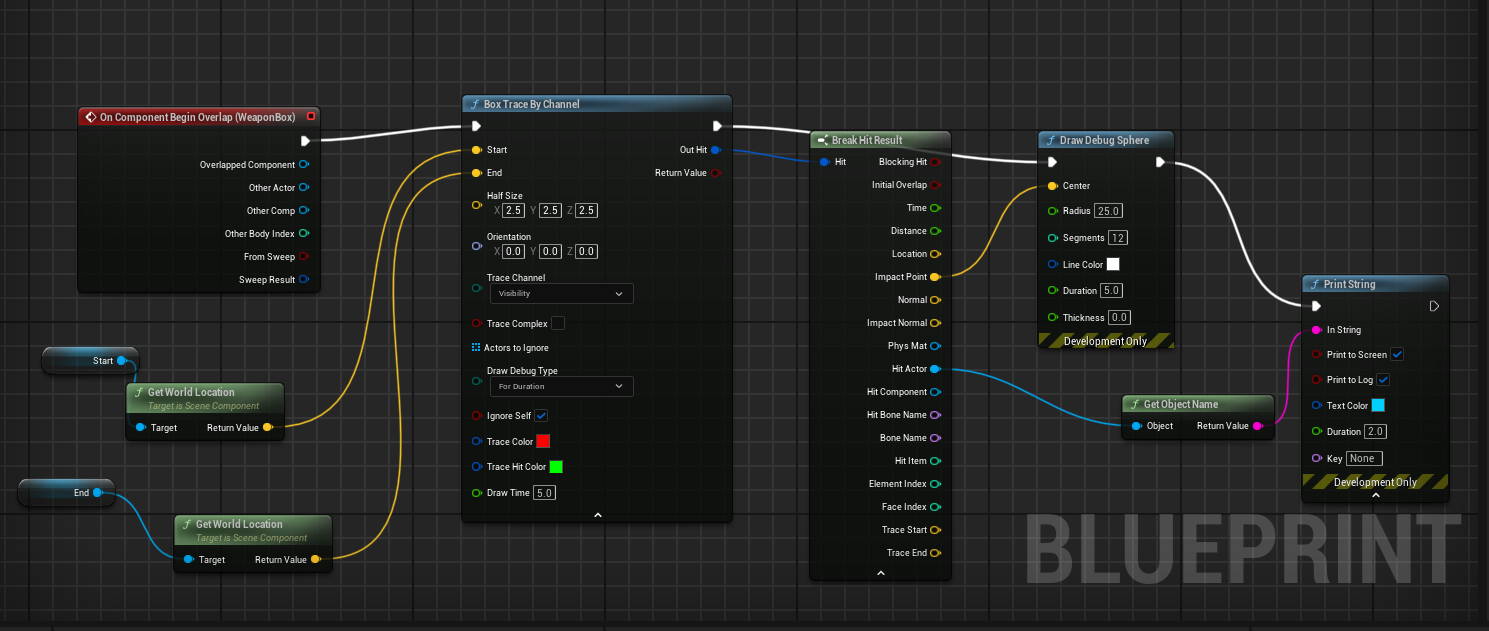 On Component Begin Overlap (WeaponBox)
Overlapped Component
Other Actor
Other Comp
Other Body Index
From Sweep
Sweep Result
Start
Get World Location
Target is Scene Component
Target Return Value
End
Get World Location
Target is Scene Component
Target Return Value
f Box Trace By Channel
Start Out Hit
End Return Value
Half Size
X 2.5 Y 2.5 Z 2.5
Orientation
X 0.0 Y 0.0 Z 0.0
Trace Channel
Visibility
Trace Complex
Actors to Ignore
Draw Debug Type
For Duration
Ignore Self
Trace Color
Trace Hit Color
Draw Time 5.0
Break Hit Result
Hit Blocking Hit
Initial Overlap
Time
Distance
Location
Impact Point
Normal
Impact Normal
Phys Mat
Hit Actor
Hit Component
Hit Bone Name
Bone Name
Hit Item
Element Index
Face Index
Trace Start
Trace End
f Draw Debug Sphere
Center
Radius 25.0
Segments 12
Line Color
Duration 5.0
Thickness 0.0
Development Only
f Get Object Name
Object Return Value
f Print String
In String
Print to Screen
Print to Log
Text Color
Duration 2.0
Key None
Development Only
BLUEPRINT